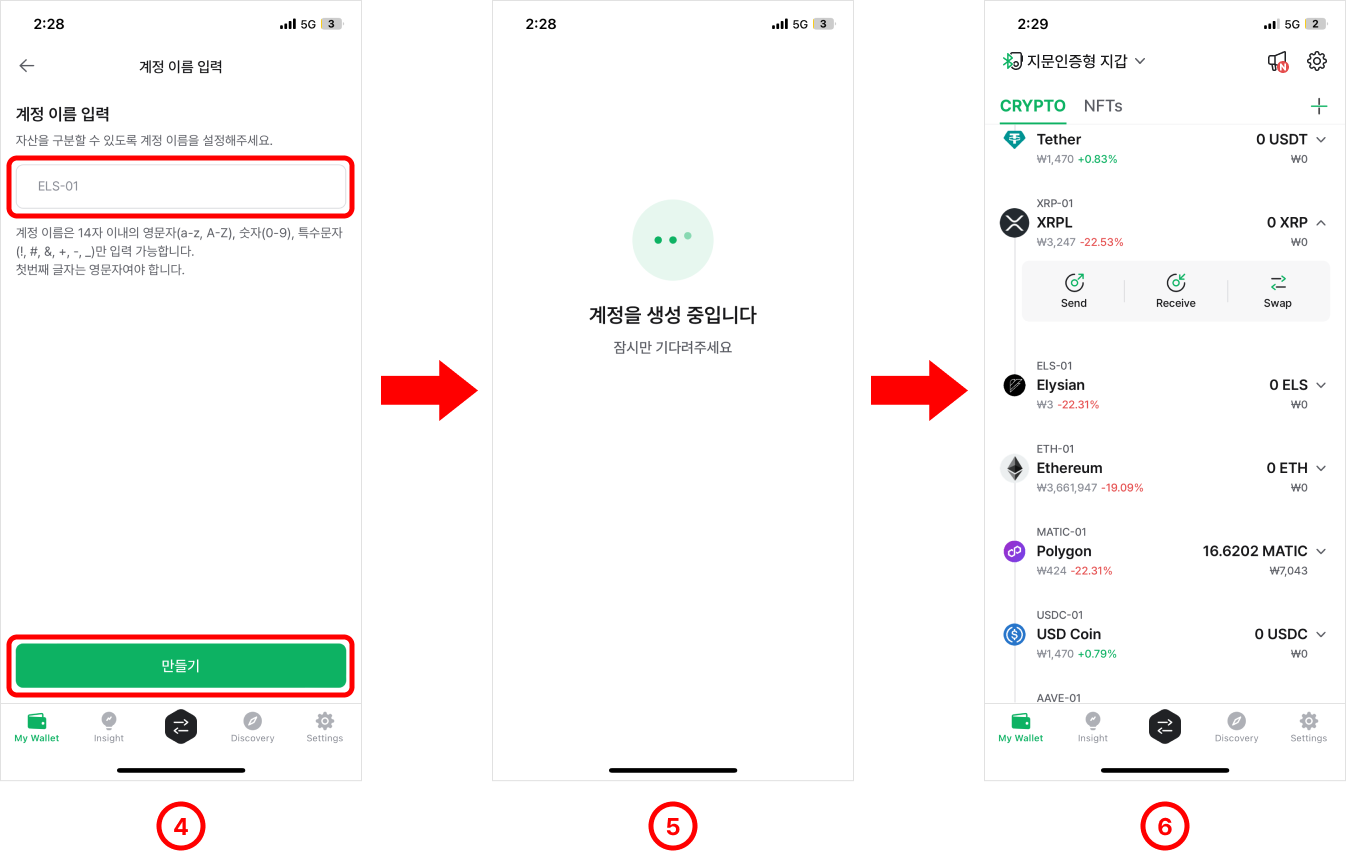 2:28
5G 3
계정 이름 입력
계정 이름 입력
자산을 구분할 수 있도록 계정 이름을 설정해주세요.
ELS-01
계정 이름은 14자 이내의 영문자(a-z, A-Z), 숫자(0-9), 특수문자
(!, #, &, +, -, _)만 입력 가능합니다.
첫번째 글자는 영문자여야 합니다.
만들기
My Wallet
Insight
Discovery
Settings
4
2:28
5G 3
계정을 생성 중입니다
잠시만 기다려주세요
5
2:29
5G 2
지문인증형 지갑
N
CRYPTO NFTs
Tether 0 USDT
₩1,470 +0.83% ₩0
XRP-01
XRPL 0 XRP
₩3,247 -22.53% ₩0
Send Receive Swap
ELS-01
Elysian 0 ELS
₩3 -22.31% ₩0
ETH-01
Ethereum 0 ETH
₩3,661,947 -19.09% ₩0
MATIC-01
Polygon 16.6202 MATIC
₩424 -22.31% ₩7,043
USDC-01
USD Coin 0 USDC
₩1,470 +0.79% ₩0
AAVE-01
My Wallet
Insight
Discovery
Settings
6